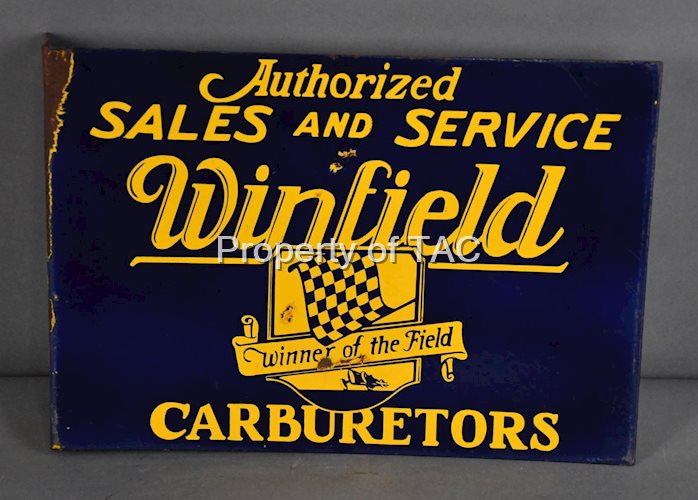 Authorized
SALES AND SERVICE
Winfield
Property of TAC
Winner of the Field
CARBURETORS